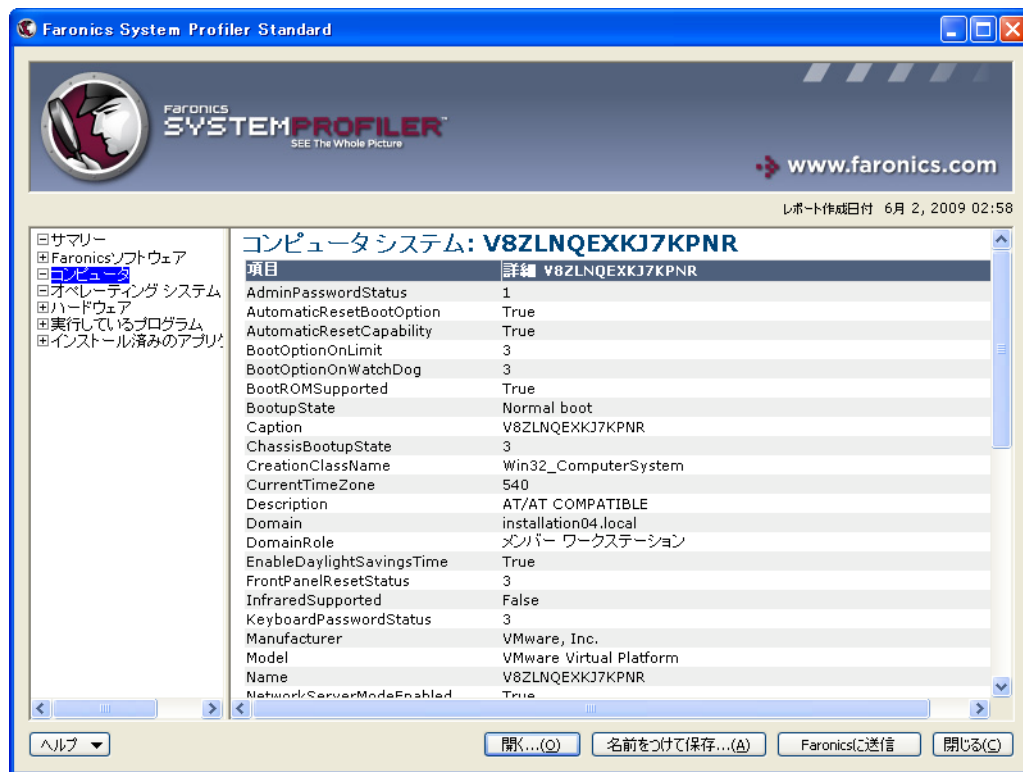 Faronics System Profiler Standard
Faronics
SYSTEMPROFILER™
SEE The Whole Picture
www.faronics.com
レポート作成日付 6月 2, 2009 02:58
サマリー
Faronicsソフトウェア
コンピュータ
オペレーティング システム
ハードウェア
実行しているプログラム
インストール済みのアプリケ
コンピュータ システム: V8ZLNQEXKJ7KPNR
項目 詳細 V8ZLNQEXKJ7KPNR
AdminPasswordStatus 1
AutomaticResetBootOption True
AutomaticResetCapability True
BootOptionOnLimit 3
BootOptionOnWatchDog 3
BootROMSupported True
BootupState Normal boot
Caption V8ZLNQEXKJ7KPNR
ChassisBootupState 3
CreationClassName Win32_ComputerSystem
CurrentTimeZone 540
Description AT/AT COMPATIBLE
Domain installation04.local
DomainRole メンバー ワークステーション
EnableDaylightSavingsTime True
FrontPanelResetStatus 3
InfraredSupported False
KeyboardPasswordStatus 3
Manufacturer VMware, Inc.
Model VMware Virtual Platform
Name V8ZLNQEXKJ7KPNR
NetworkServerModeEnabled True
ヘルプ
開く...(O)
名前をつけて保存...(A)
Faronicsに送信
閉じる(C)